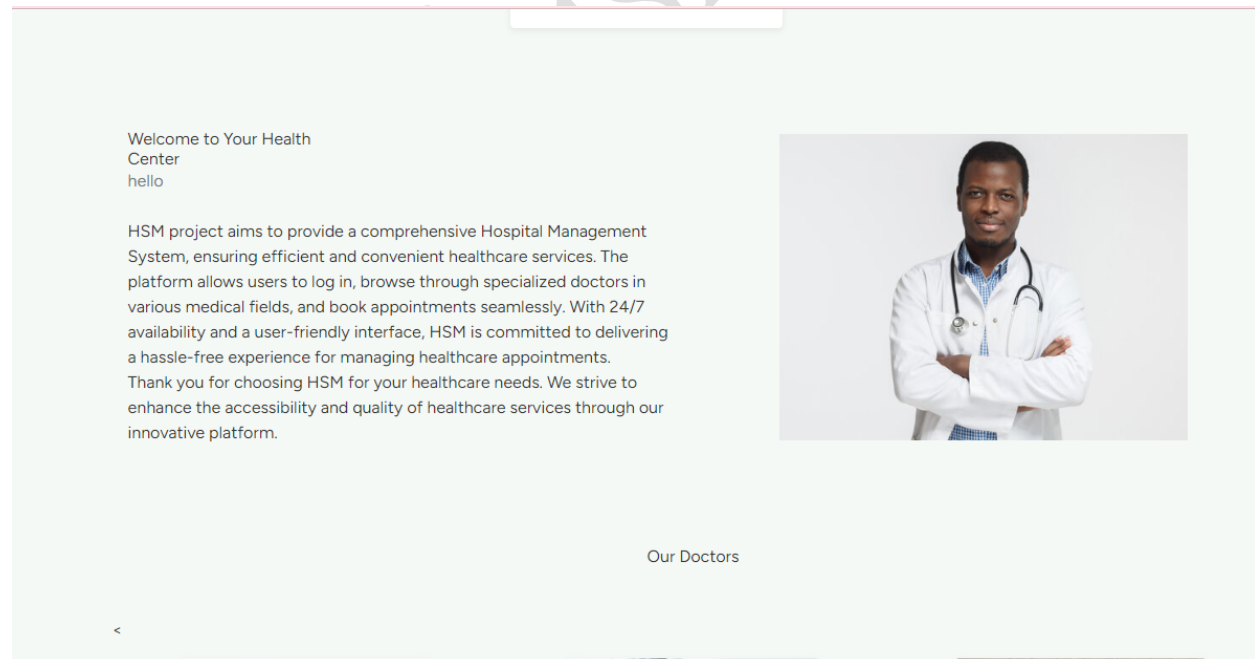 Welcome to Your Health
Center
hello
HSM project aims to provide a comprehensive Hospital Management
System, ensuring efficient and convenient healthcare services. The
platform allows users to log in, browse through specialized doctors in
various medical fields, and book appointments seamlessly. With 24/7
availability and a user-friendly interface, HSM is committed to delivering
a hassle-free experience for managing healthcare appointments.
Thank you for choosing HSM for your healthcare needs. We strive to
enhance the accessibility and quality of healthcare services through our
innovative platform.
Our Doctors
<